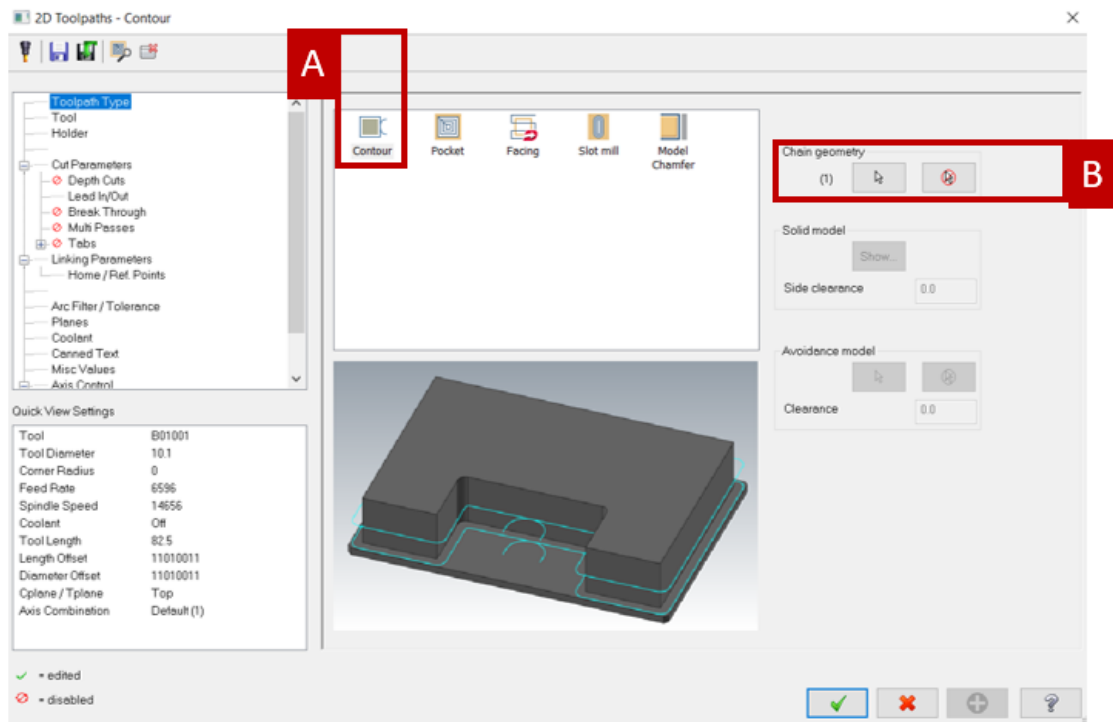 2D Toolpaths - Contour
A
Toolpath Type
Tool
Holder
Cut Parameters
Depth Cuts
Lead In/Out
Break Through
Multi Passes
Tabs
Linking Parameters
Home / Ref. Points
Arc Filter / Tolerance
Planes
Coolant
Canned Text
Misc Values
Axis Control
Contour
Pocket
Facing
Slot mill
Model
Chamfer
Chain geometry
(1)
B
Solid model
Show...
Side clearance 0.0
Avoidance model
Clearance 0.0
Quick View Settings
Tool B01001
Tool Diameter 10.1
Corner Radius 0
Feed Rate 6596
Spindle Speed 14656
Coolant Off
Tool Length 82.5
Length Offset 11010011
Diameter Offset 11010011
Cplane / Tplane Top
Axis Combination Default (1)
= edited
= disabled